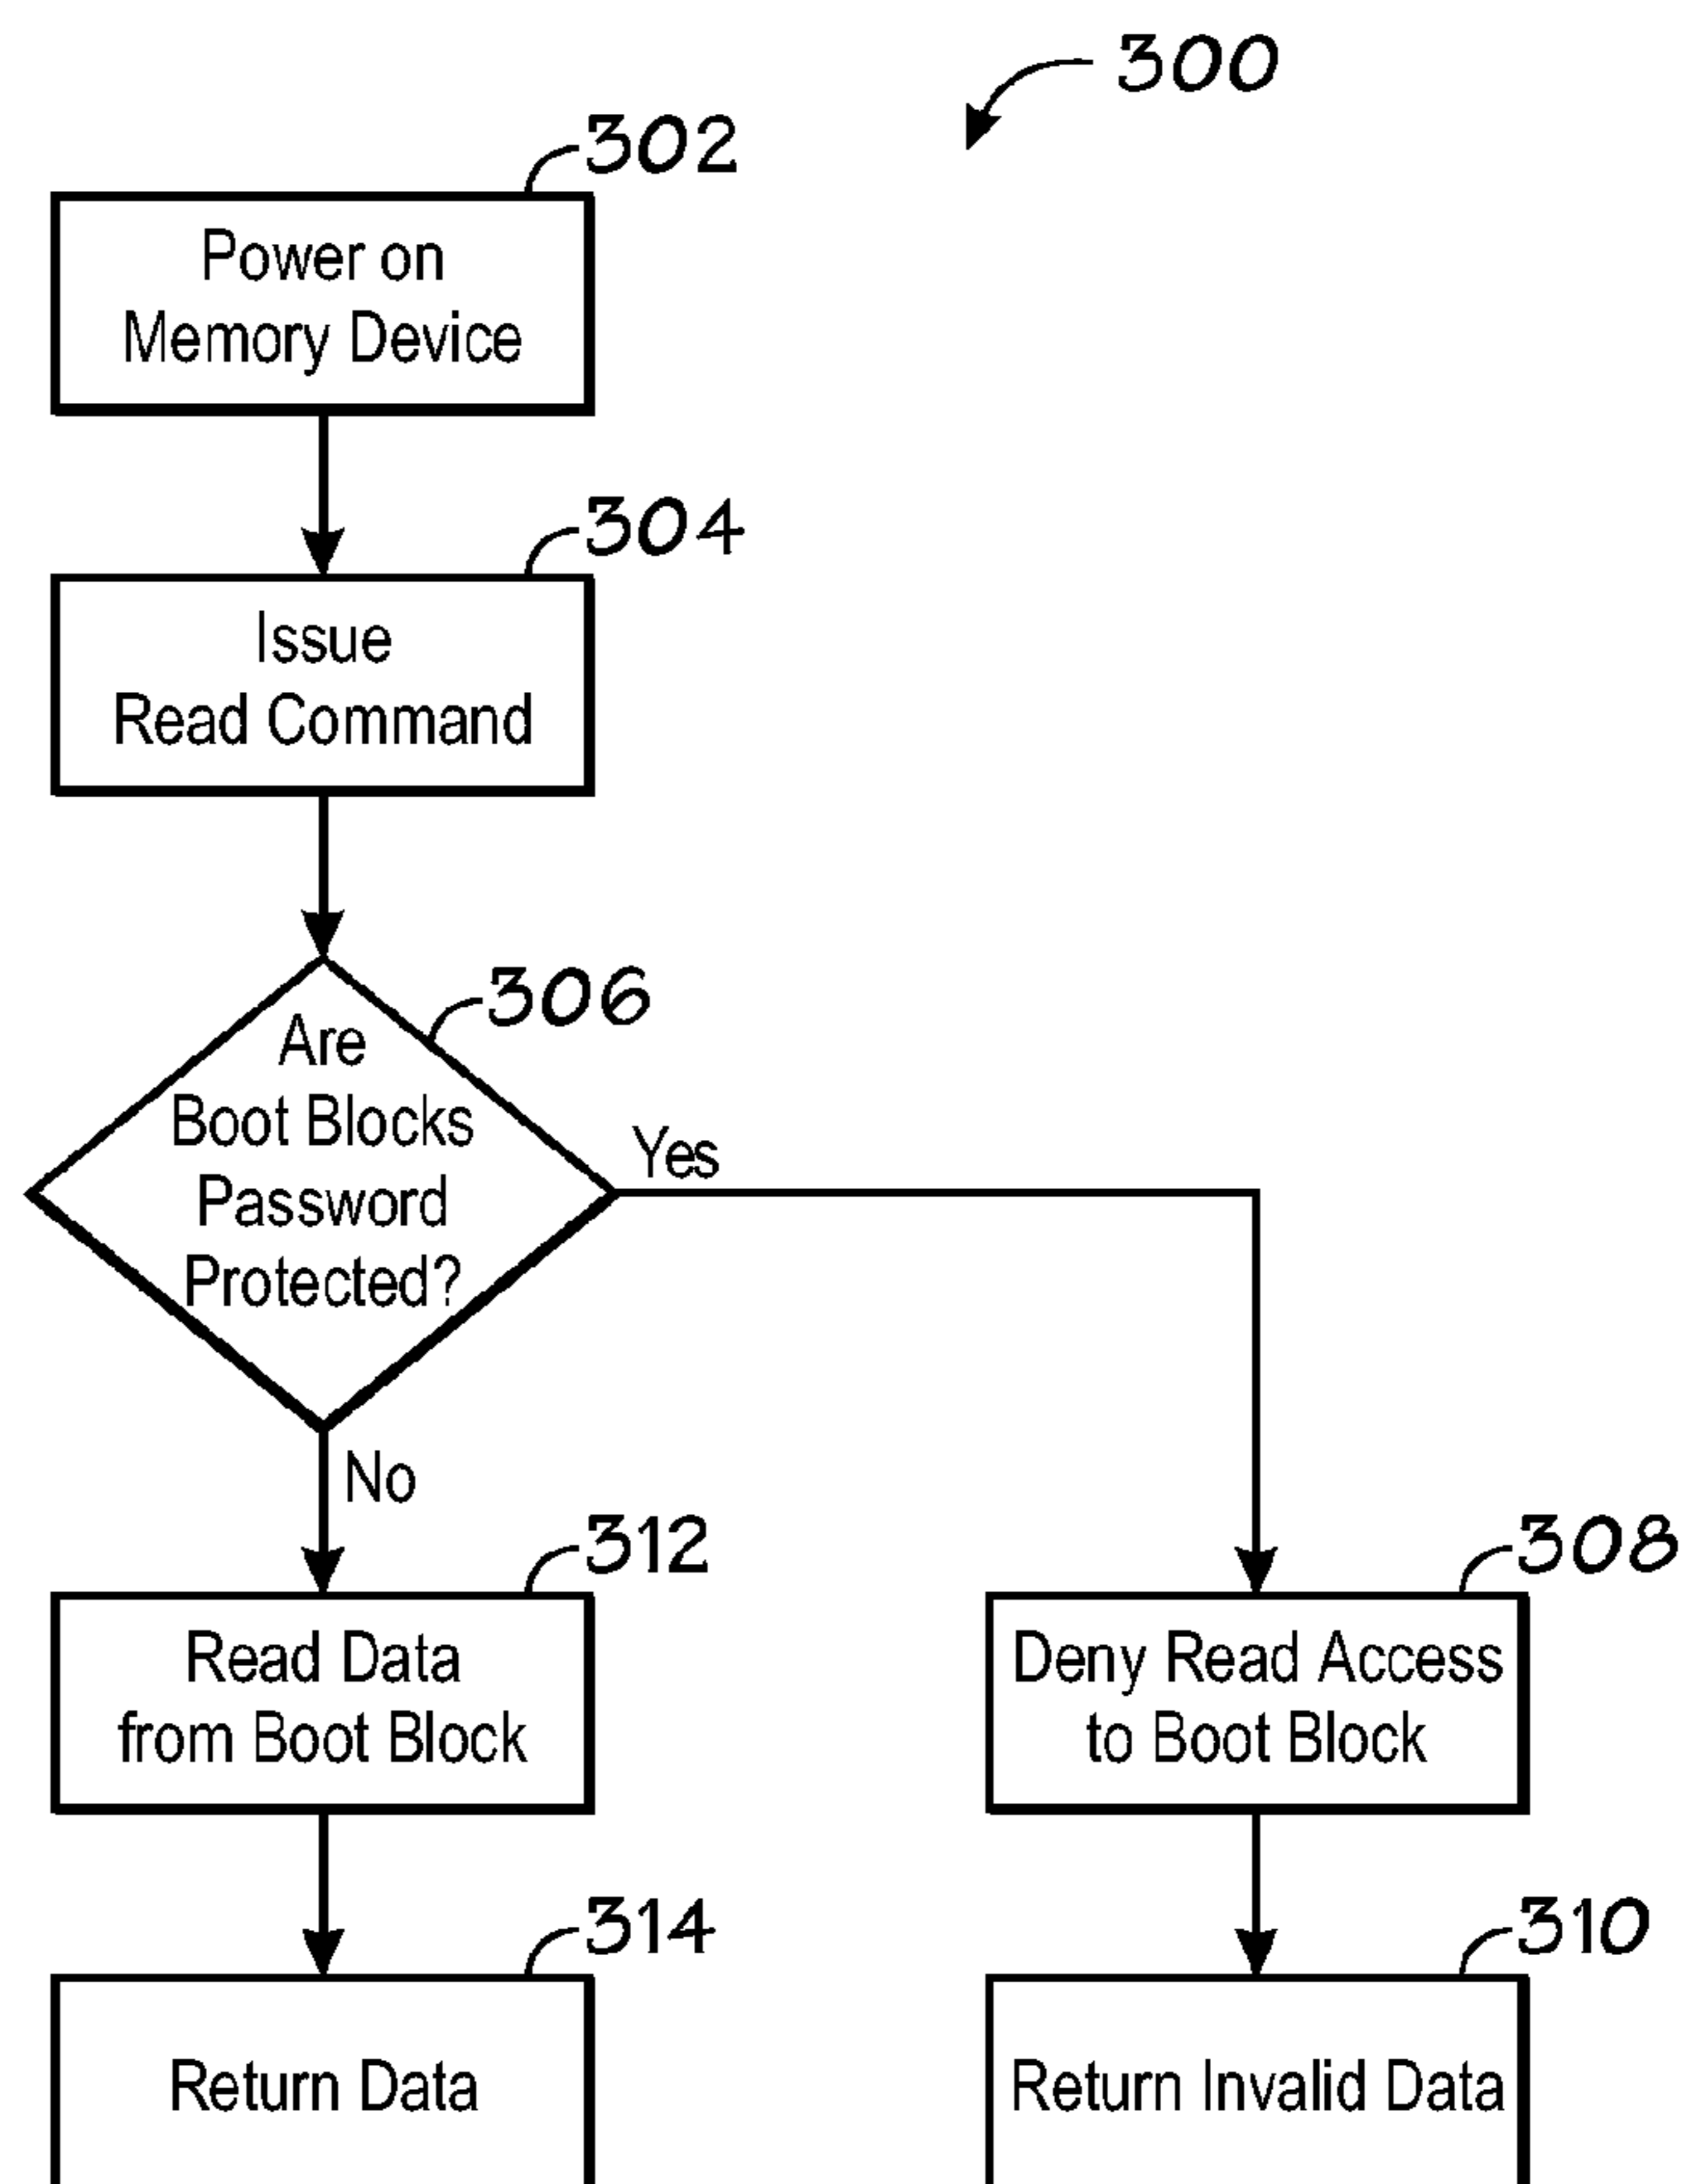 300
302
Power on
Memory Device
304
Issue
Read Command
306
Are
Boot Blocks
Password
Protected?
Yes
No
312
Read Data
from Boot Block
308
Deny Read Access
to Boot Block
314
Return Data
310
Return Invalid Data